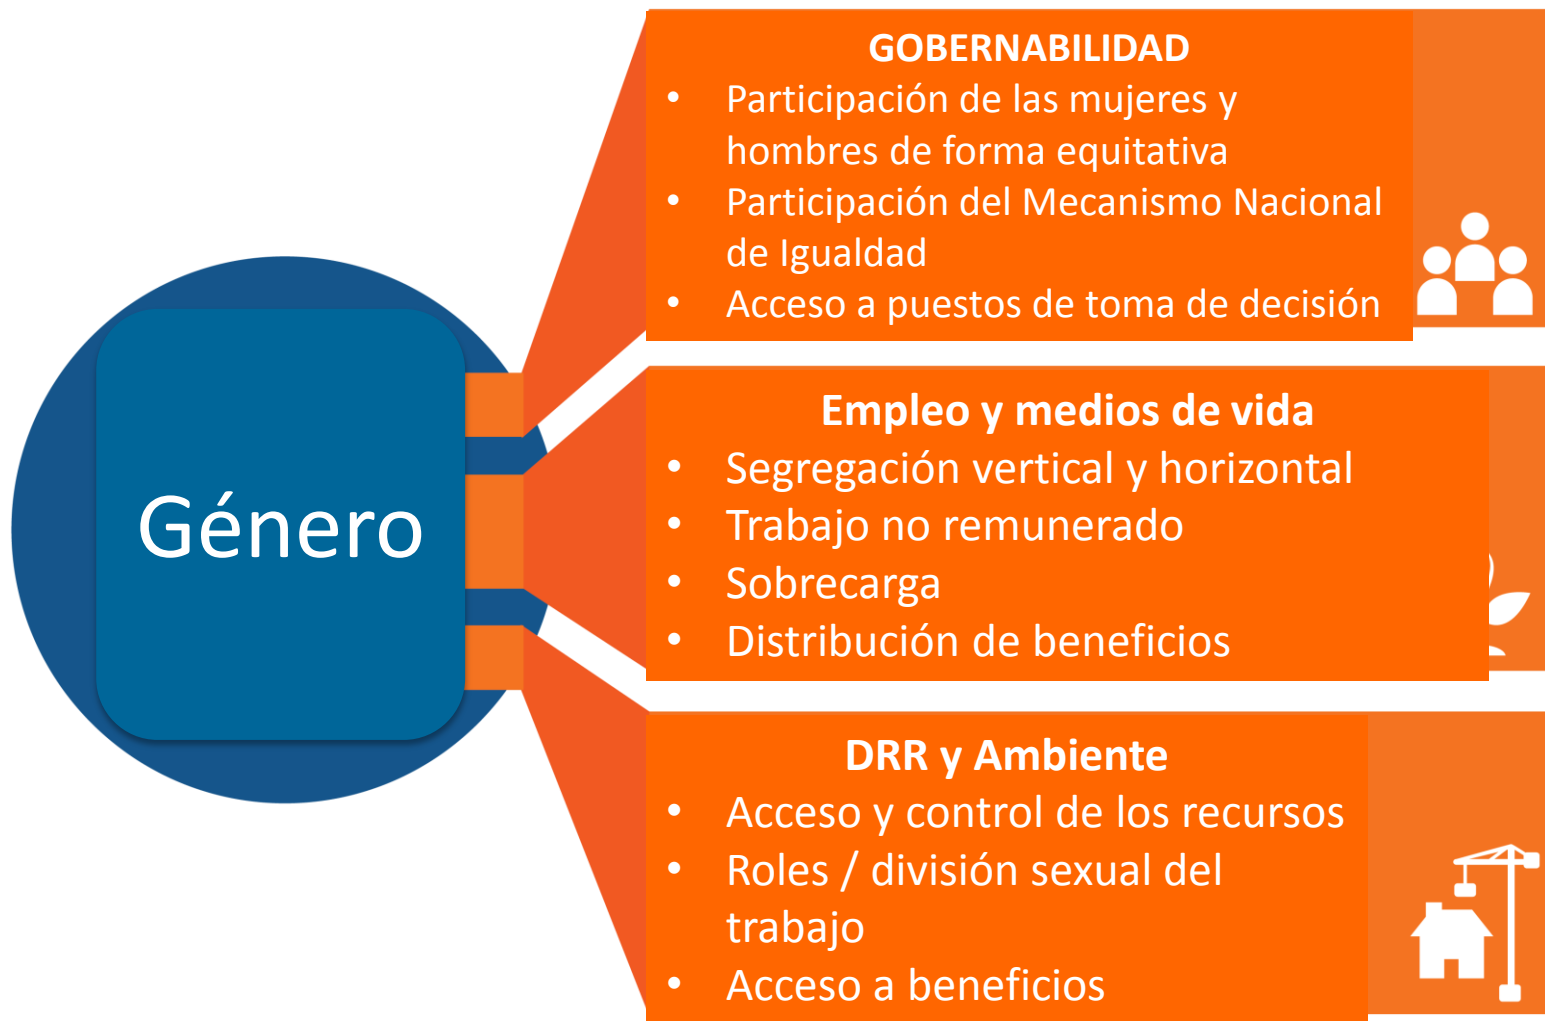 Género
GOBERNABILIDAD
• Participación de las mujeres y
hombres de forma equitativa
• Participación del Mecanismo Nacional
de Igualdad
• Acceso a puestos de toma de decisión
Empleo y medios de vida
• Segregación vertical y horizontal
• Trabajo no remunerado
• Sobrecarga
• Distribución de beneficios
DRR y Ambiente
• Acceso y control de los recursos
• Roles / división sexual del
trabajo
• Acceso a beneficios